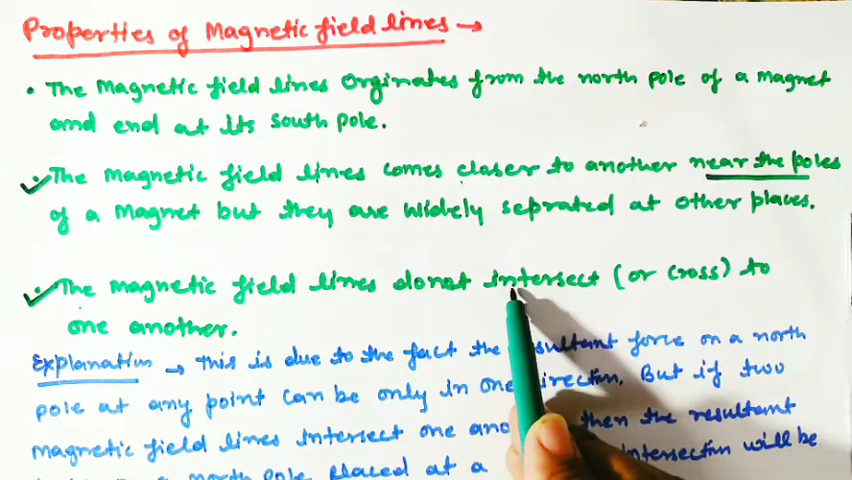 Properties of Magnetic field lines →
• The Magnetic field lines Orginates from the north pole of a Magnet
and end at its south pole.
• The Magnetic field lines comes closer to another near the poles
of a Magnet but they are widely seprated at other places.
• The magnetic field lines donot intersect (or cross) to
one another.
Explanation → This is due to the fact the resultant force on a north
pole at any point can be only in one direction. But if two
magnetic field lines intersect one then the resultant
a north pole placed at a intersection will be